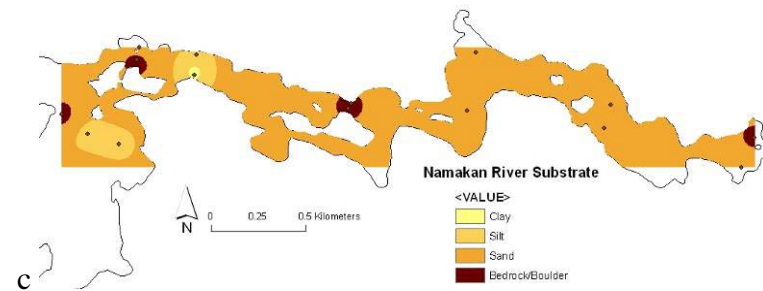 Namakan River Substrate
<VALUE>
Clay
Silt
Sand
Bedrock/Boulder
N
0 0.25 0.5 Kilometers
c